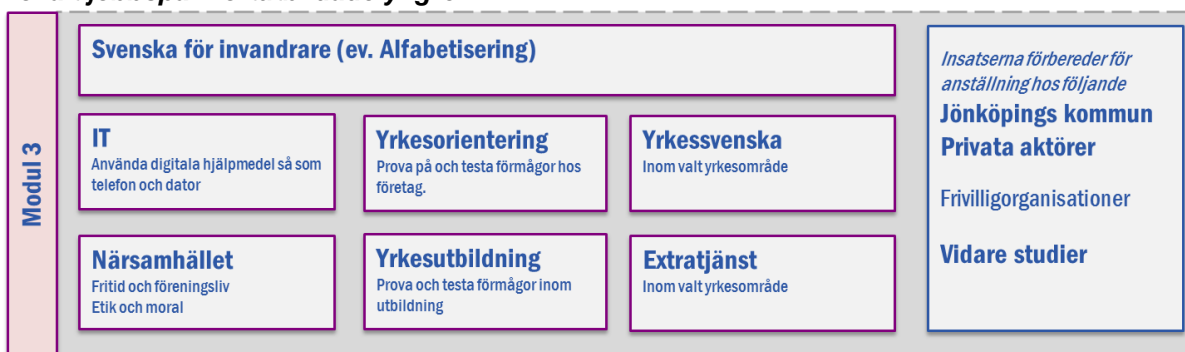 Modul 3
Svenska för invandrare (ev. Alfabetisering)
IT
Använda digitala hjälpmedel så som
telefon och dator
Yrkesorientering
Prova på och testa förmågor hos
företag.
Yrkessvenska
Inom valt yrkesområde
Närsamhället
Fritid och föreningsliv
Etik och moral
Yrkesutbildning
Prova och testa förmågor inom
utbildning
Extratjänst
Inom valt yrkesområde
Insatserna förbereder för
anställning hos följande
Jönköpings kommun
Privata aktörer
Frivilligorganisationer
Vidare studier